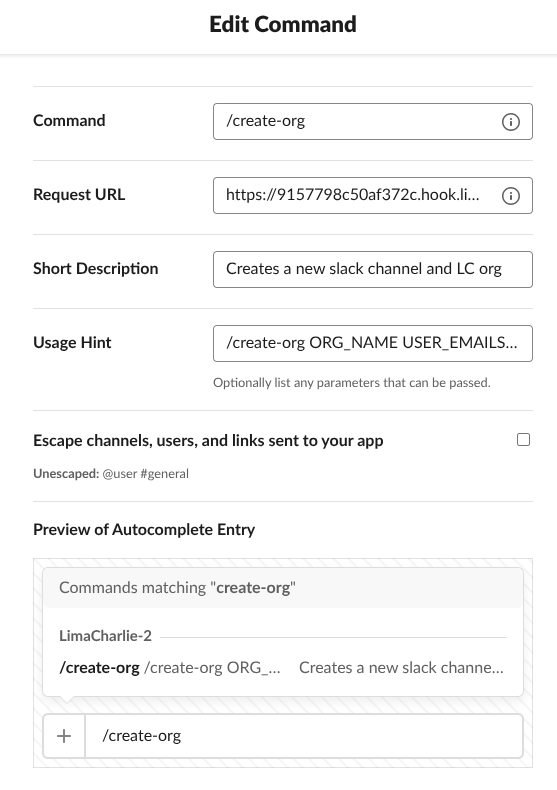 Edit Command
Command
/create-org
Request URL
https://9157798c50af372c.hook.li...
Short Description
Creates a new slack channel and LC org
Usage Hint
/create-org ORG_NAME USER_EMAILS...
Optionally list any parameters that can be passed.
Escape channels, users, and links sent to your app
Unescaped: @user #general
Preview of Autocomplete Entry
Commands matching "create-org"
LimaCharlie-2
/create-org /create-org ORG_... Creates a new slack channe...
/create-org